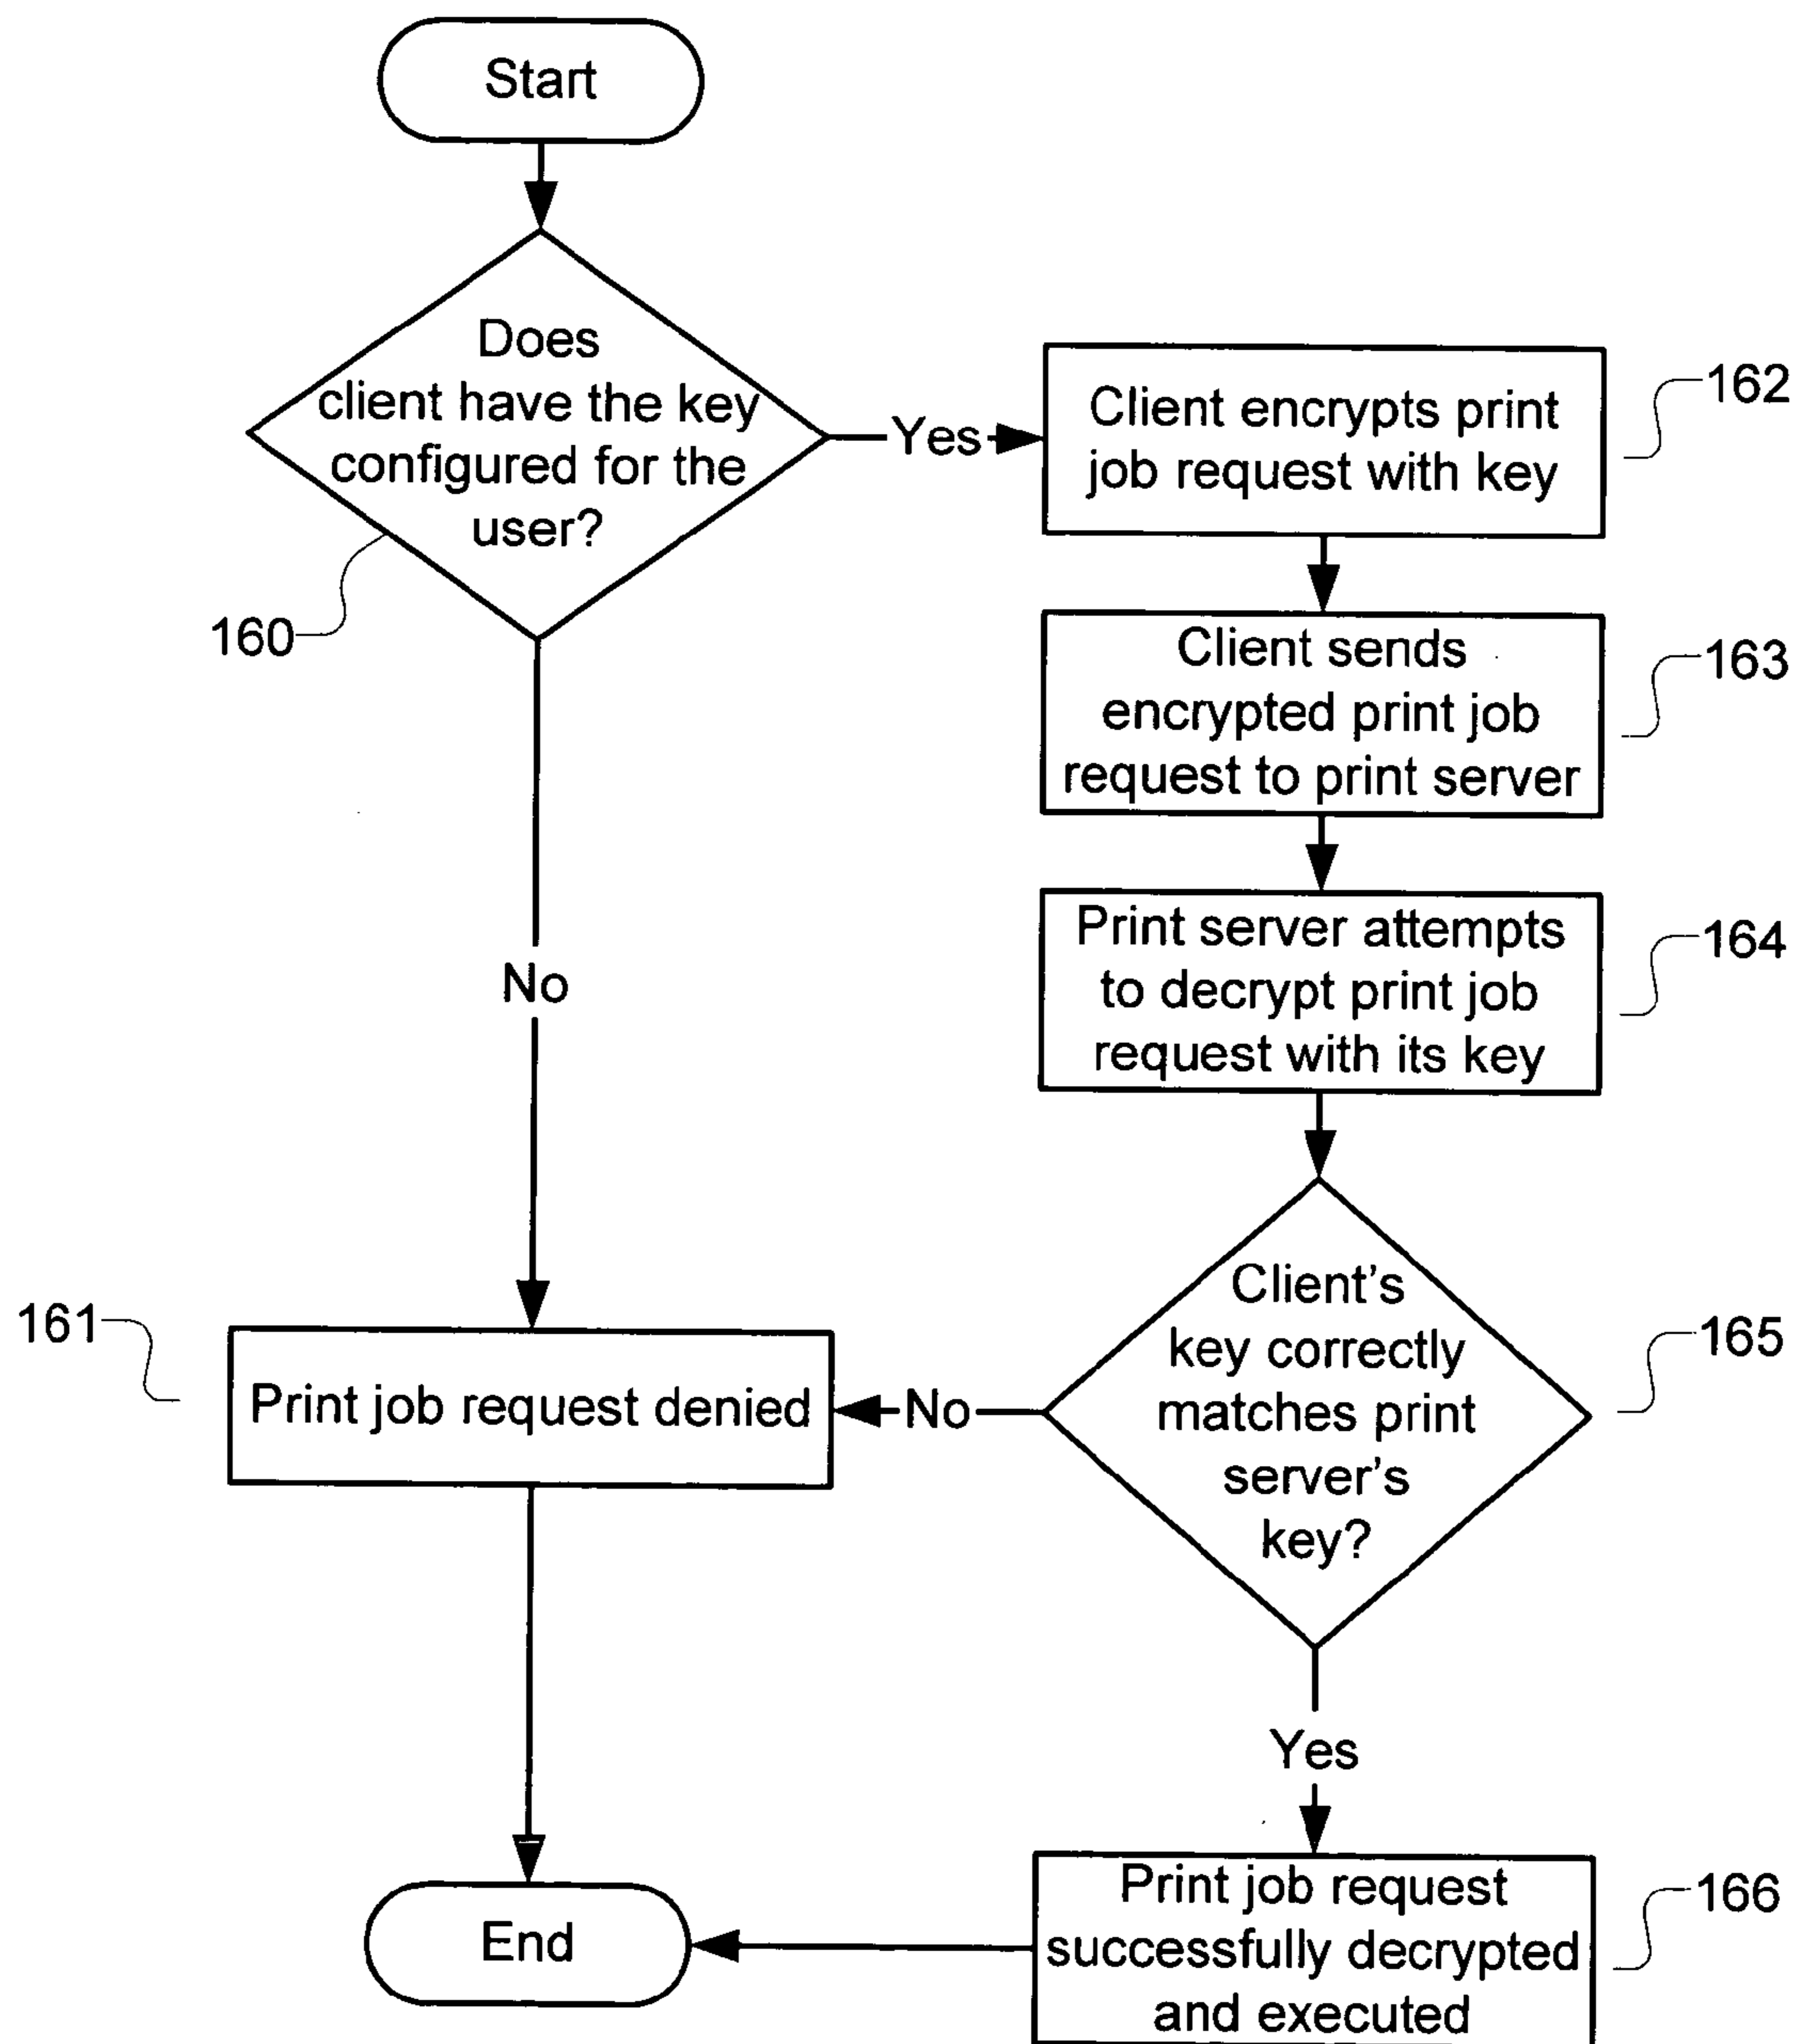 Start
Does
client have the key
configured for the
user?
160
Yes
Client encrypts print
job request with key
162
Client sends
encrypted print job
request to print server
163
Print server attempts
to decrypt print job
request with its key
164
No
Client's
key correctly
matches print
server's
key?
165
No
161
Print job request denied
Yes
Print job request
successfully decrypted
and executed
166
End